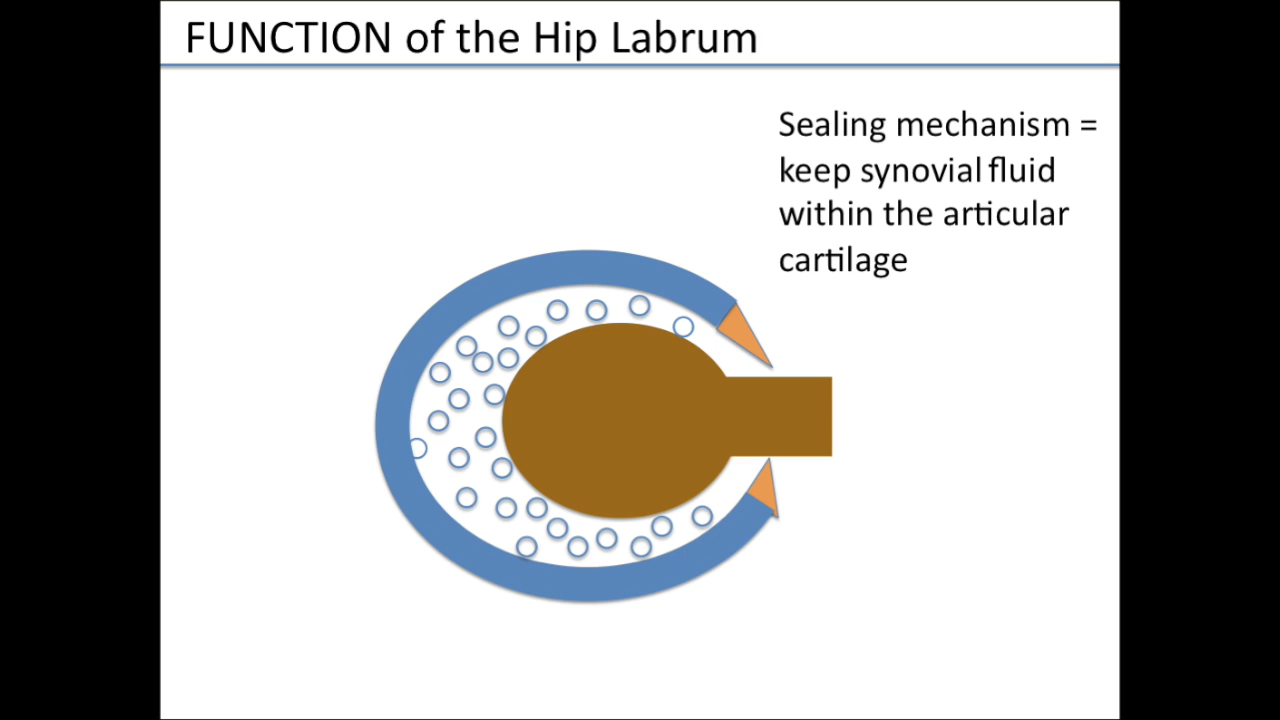 FUNCTION of the Hip Labrum
Sealing mechanism =
keep synovial fluid
within the articular
cartilage